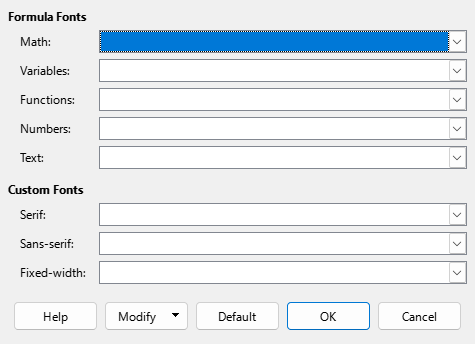 Formula Fonts
Math:
Variables:
Functions:
Numbers:
Text:
Custom Fonts
Serif:
Sans-serif:
Fixed-width:
Help Modify Default OK Cancel